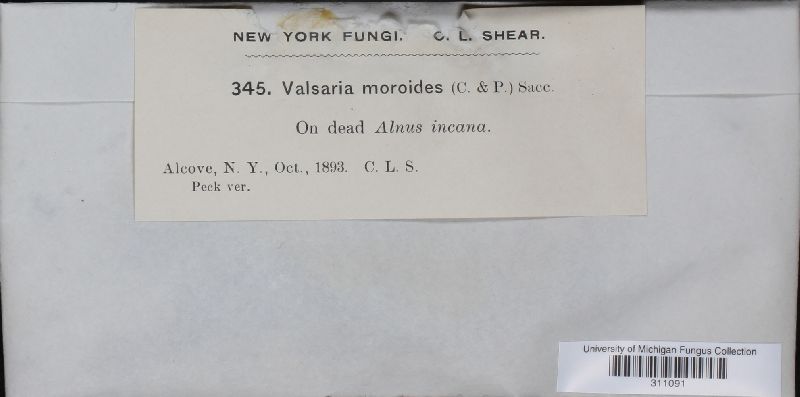 NEW YORK FUNGI. C. L. SHEAR.
345. Valsaria moroides (C. & P.) Sacc.
On dead Alnus incana.
Alcove, N. Y., Oct., 1893. C. L. S.
Peck ver.
University of Michigan Fungus Collection
311091